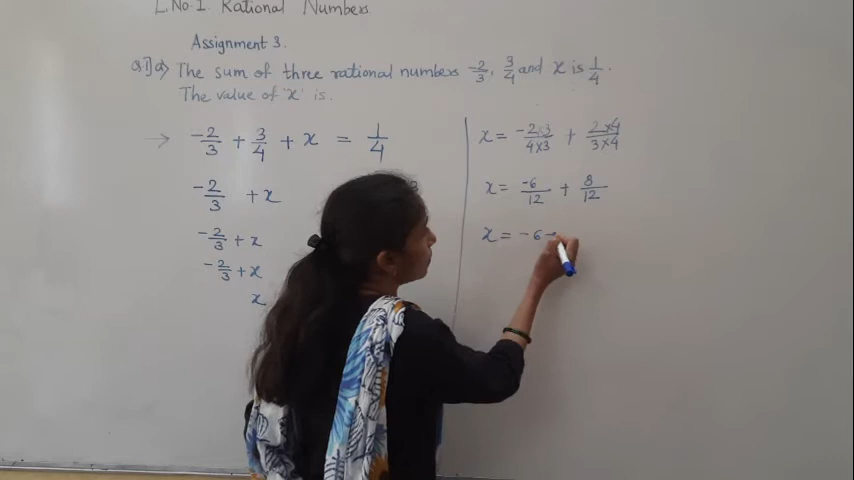 L.No.1 Rational Numbers
Assignment 3.
Q.1] a) The sum of three rational numbers -2/3, 3/4 and x is 1/4.
The value of 'x' is.
→ -2/3 + 3/4 + x = 1/4
-2/3 + x
-2/3 + x
-2/3 + x
x
x = -2×3/4×3 + 2×4/3×4
x = -6/12 + 8/12
x = -6